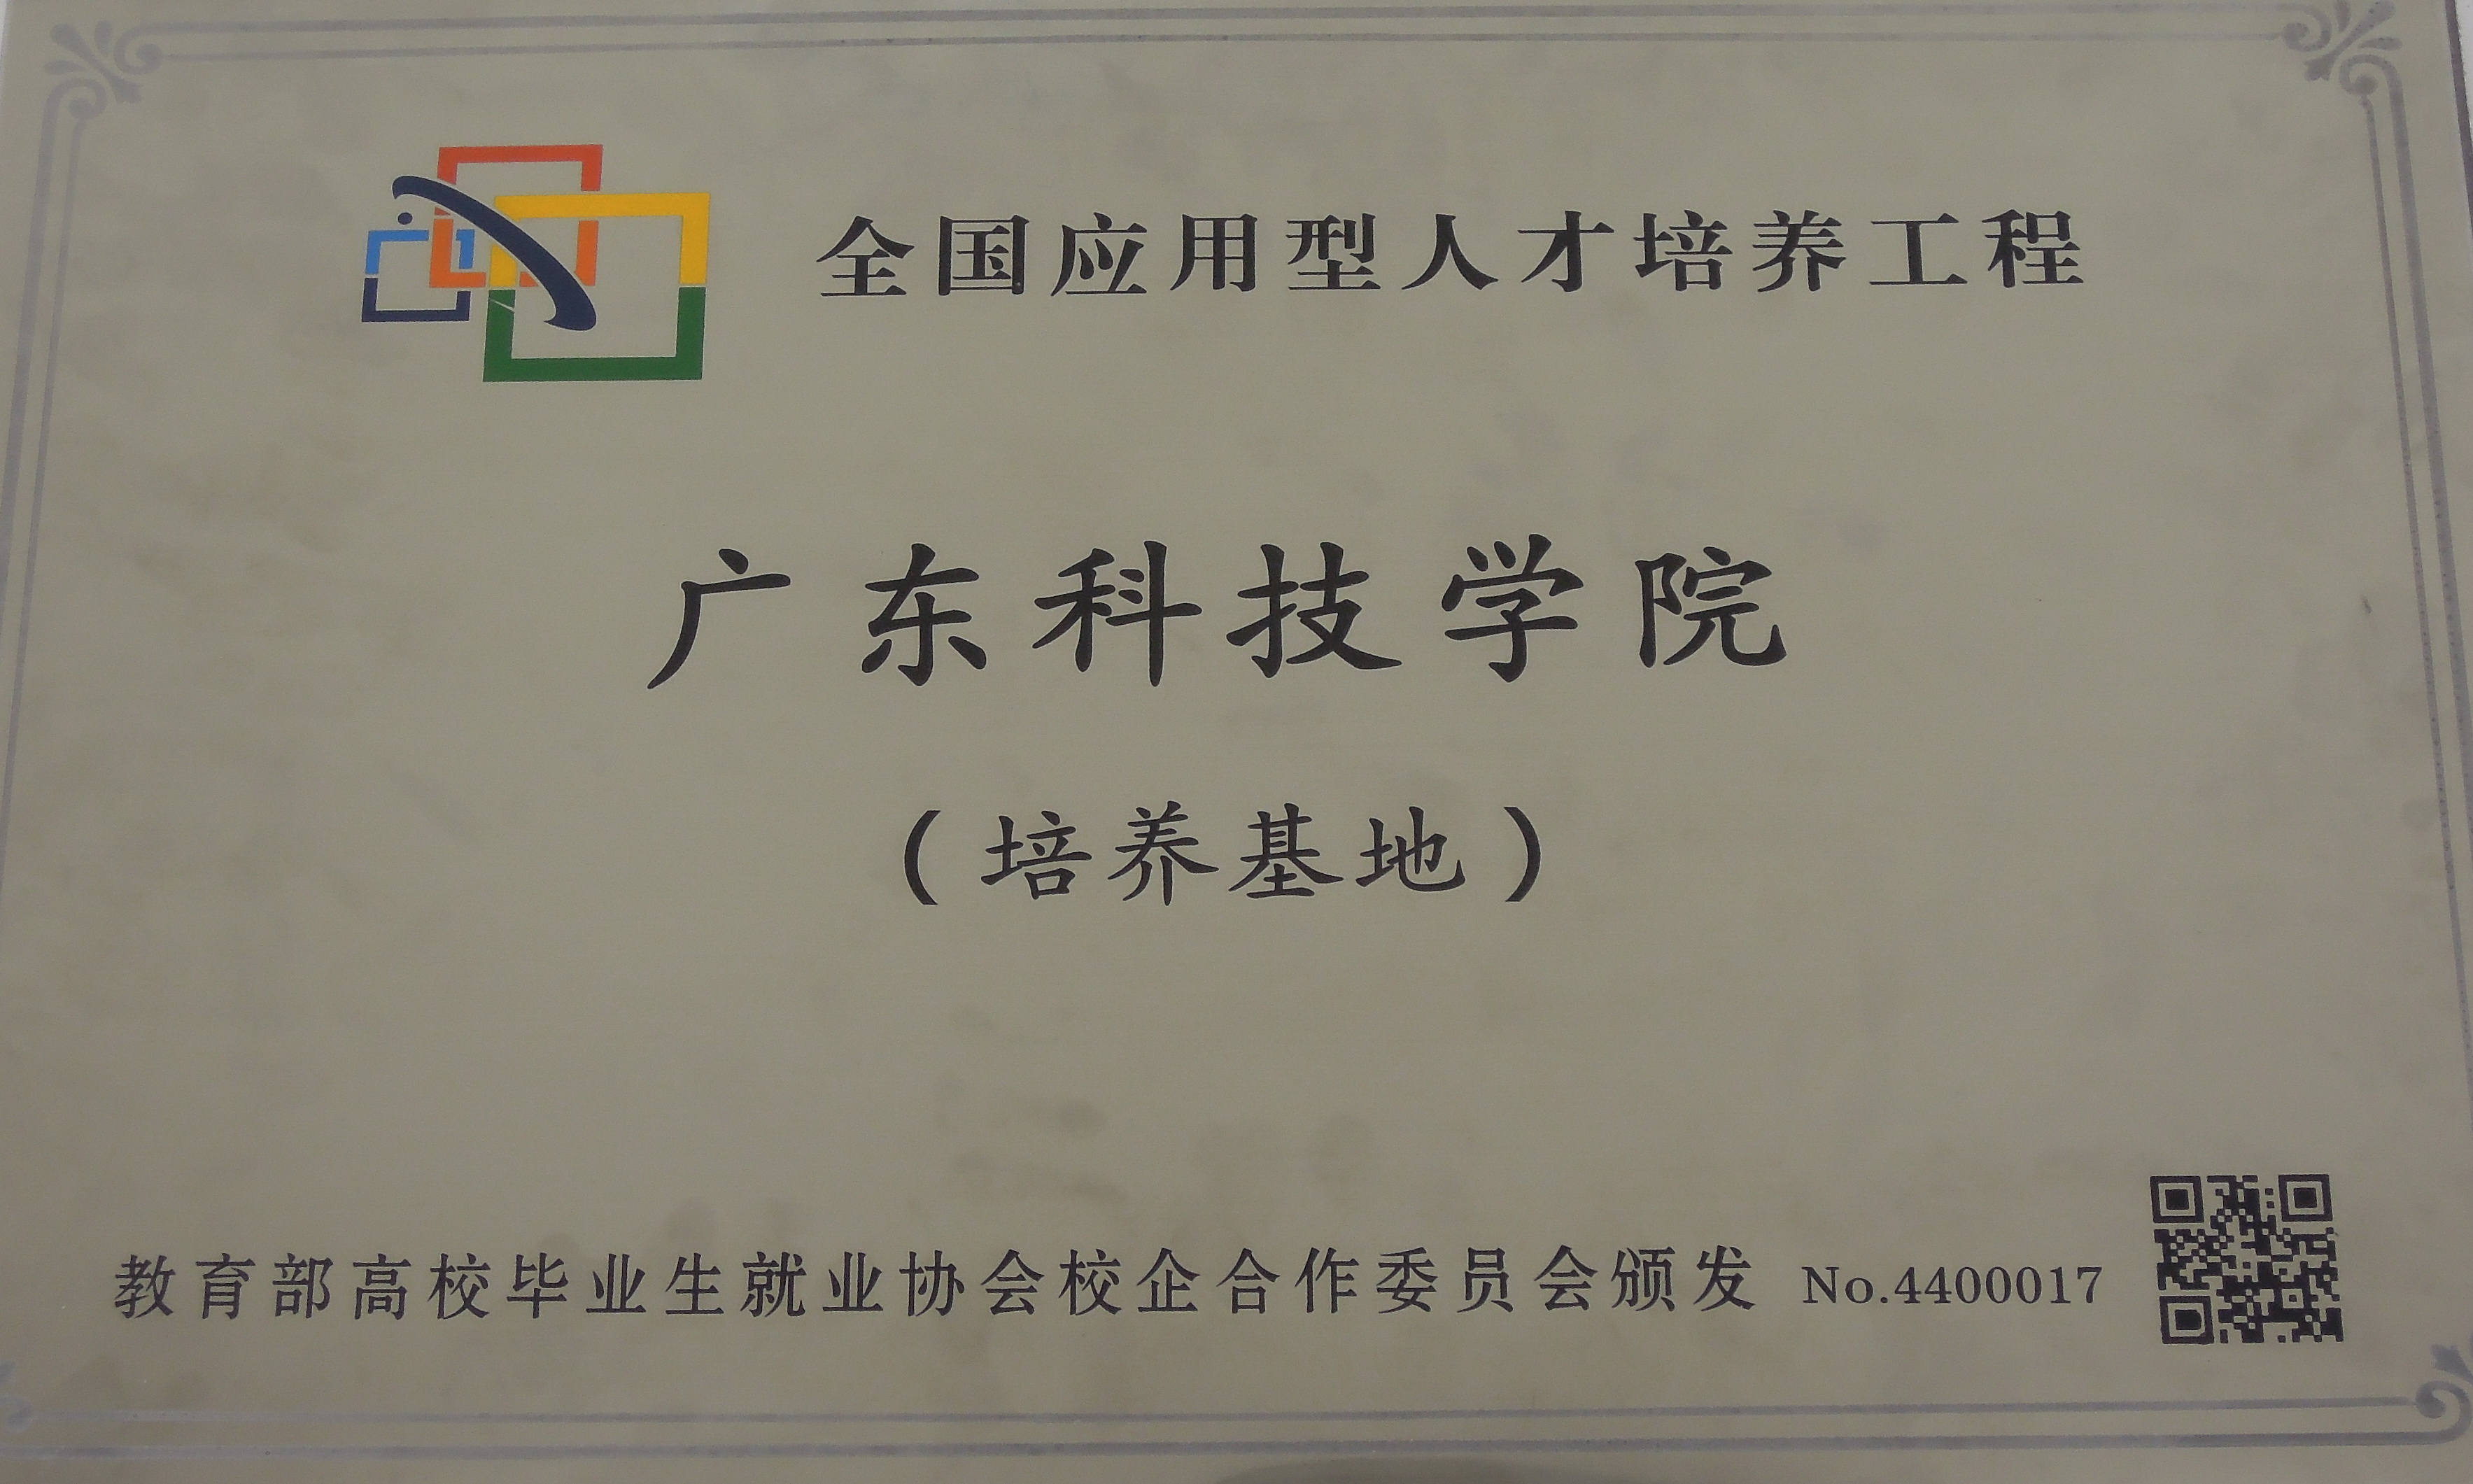 全国应用型人才培养工程
广东科技学院
(培养基地)
教育部高校毕业生就业协会校企合作委员会颁发 No.4400017